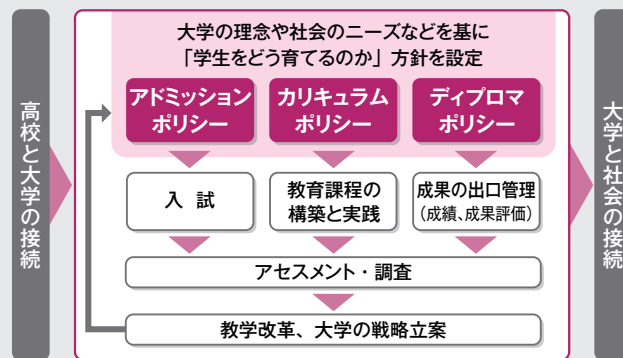 大学の理念や社会のニーズなどを基に
「学生をどう育てるのか」方針を設定
高校と大学の接続
アドミッション
ポリシー
カリキュラム
ポリシー
ディプロマ
ポリシー
入 試
教育課程の
構築と実践
成果の出口管理
(成績、成果評価)
アセスメント・調査
教学改革、大学の戦略立案
大学と社会の接続